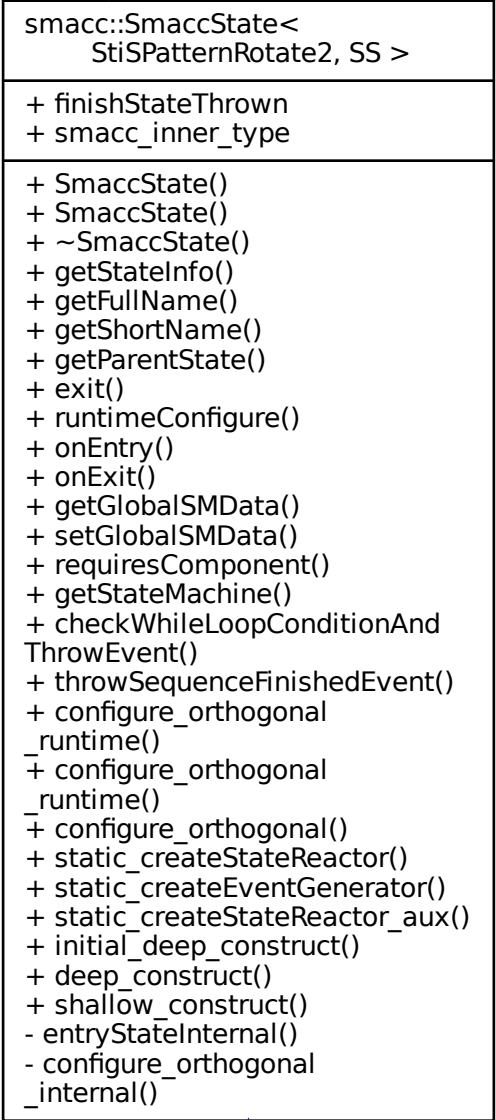 smacc::SmaccState<
StiSPatternRotate2, SS >
+ finishStateThrown
+ smacc_inner_type
+ SmaccState()
+ SmaccState()
+ ~SmaccState()
+ getStateInfo()
+ getFullName()
+ getShortName()
+ getParentState()
+ exit()
+ runtimeConfigure()
+ onEntry()
+ onExit()
+ getGlobalSMData()
+ setGlobalSMData()
+ requiresComponent()
+ getStateMachine()
+ checkWhileLoopConditionAnd
ThrowEvent()
+ throwSequenceFinishedEvent()
+ configure_orthogonal
_runtime()
+ configure_orthogonal
_runtime()
+ configure_orthogonal()
+ static_createStateReactor()
+ static_createEventGenerator()
+ static_createStateReactor_aux()
+ initial_deep_construct()
+ deep_construct()
+ shallow_construct()
- entryStateInternal()
- configure_orthogonal
_internal()